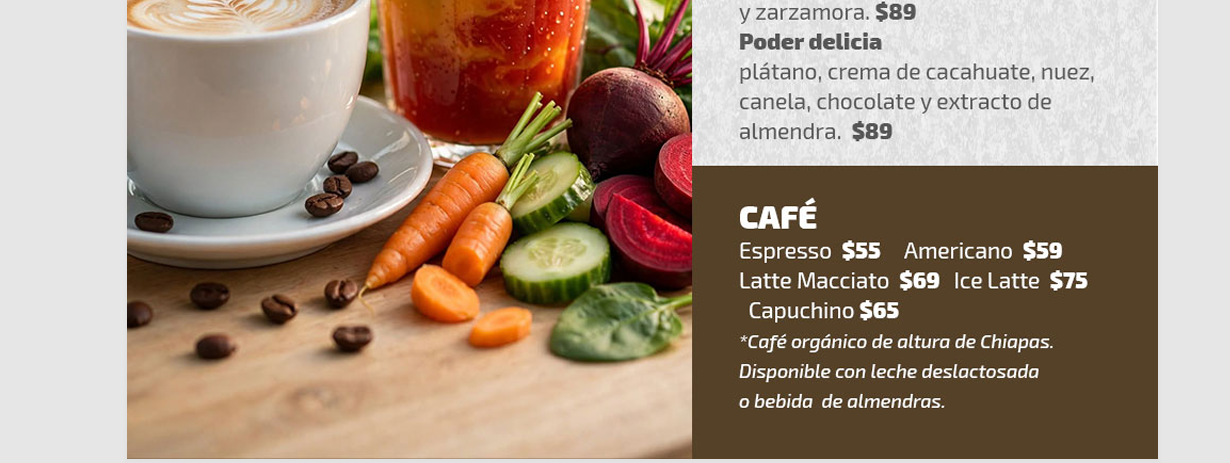 y zarzamora. $89
Poder delicia
plátano, crema de cacahuate, nuez,
canela, chocolate y extracto de
almendra. $89
CAFÉ
Espresso $55 Americano $59
Latte Macciato $69 Ice Latte $75
Capuchino $65
*Café orgánico de altura de Chiapas.
Disponible con leche deslactosada
o bebida de almendras.